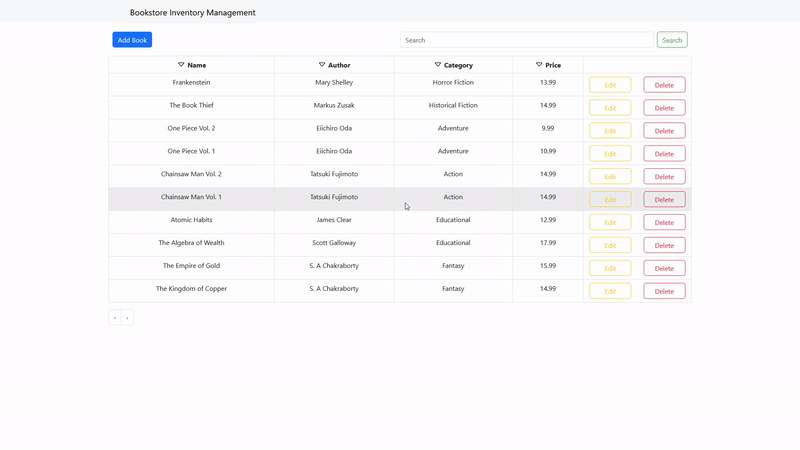 Bookstore Inventory Management
Add Book Search Search
Name Author Category Price
Frankenstein Mary Shelley Horror Fiction 13.99 Edit Delete
The Book Thief Markus Zusak Historical Fiction 14.99 Edit Delete
One Piece Vol. 2 Eiichiro Oda Adventure 9.99 Edit Delete
One Piece Vol. 1 Eiichiro Oda Adventure 10.99 Edit Delete
Chainsaw Man Vol. 2 Tatsuki Fujimoto Action 14.99 Edit Delete
Chainsaw Man Vol. 1 Tatsuki Fujimoto Action 14.99 Edit Delete
Atomic Habits James Clear Educational 12.99 Edit Delete
The Algebra of Wealth Scott Galloway Educational 17.99 Edit Delete
The Empire of Gold S. A Chakraborty Fantasy 15.99 Edit Delete
The Kingdom of Copper S. A Chakraborty Fantasy 14.99 Edit Delete